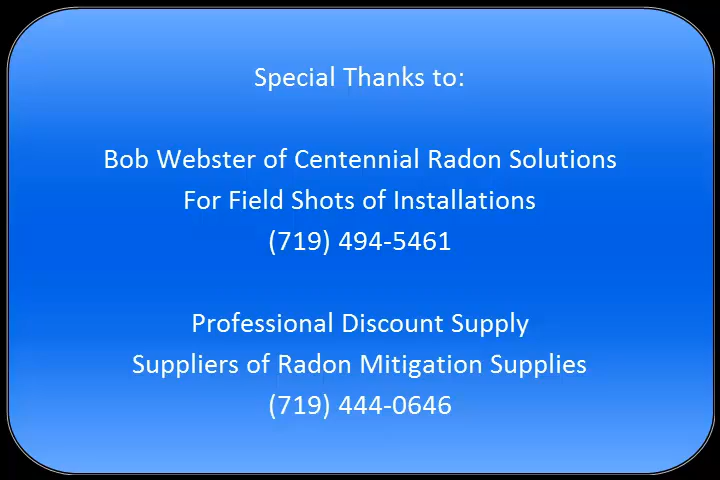 Special Thanks to:
Bob Webster of Centennial Radon Solutions
For Field Shots of Installations
(719) 494-5461
Professional Discount Supply
Suppliers of Radon Mitigation Supplies
(719) 444-0646